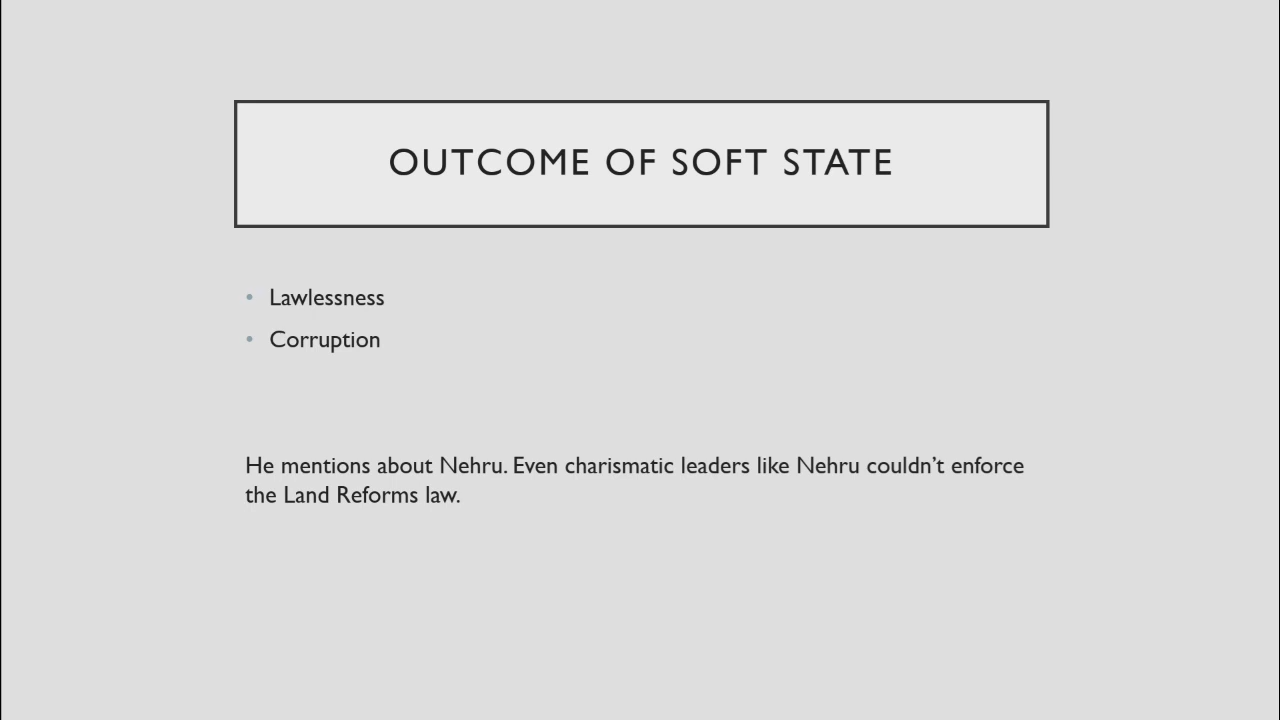 OUTCOME OF SOFT STATE
• Lawlessness
• Corruption
He mentions about Nehru. Even charismatic leaders like Nehru couldn’t enforce
the Land Reforms law.